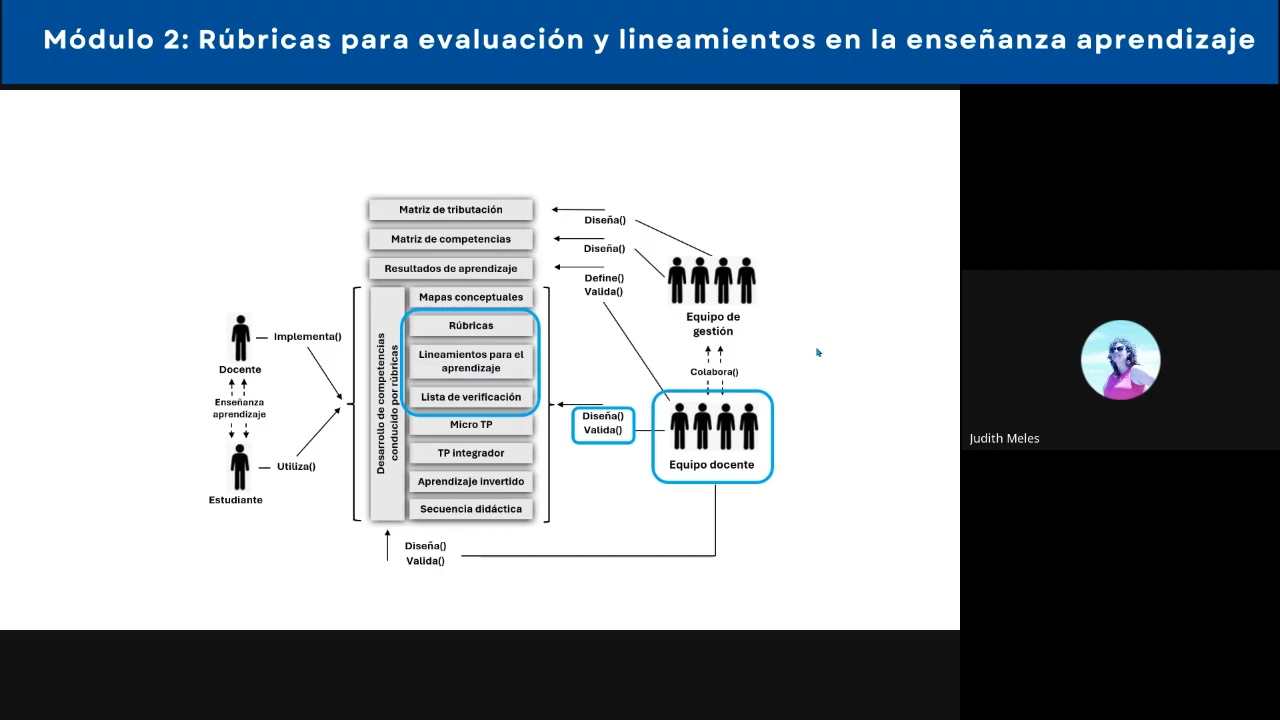 Módulo 2: Rúbricas para evaluación y lineamientos en la enseñanza aprendizaje
Matriz de tributación
Matriz de competencias
Resultados de aprendizaje
Mapas conceptuales
Rúbricas
Lineamientos para el
aprendizaje
Lista de verificación
Micro TP
TP integrador
Aprendizaje invertido
Secuencia didáctica
Desarrollo de competencias
conducido por rúbricas
Docente
Implementa()
Enseñanza
aprendizaje
Estudiante
Utiliza()
Diseña()
Diseña()
Define()
Valida()
Equipo de
gestión
Colabora()
Diseña()
Valida()
Equipo docente
Diseña()
Valida()
Judith Meles